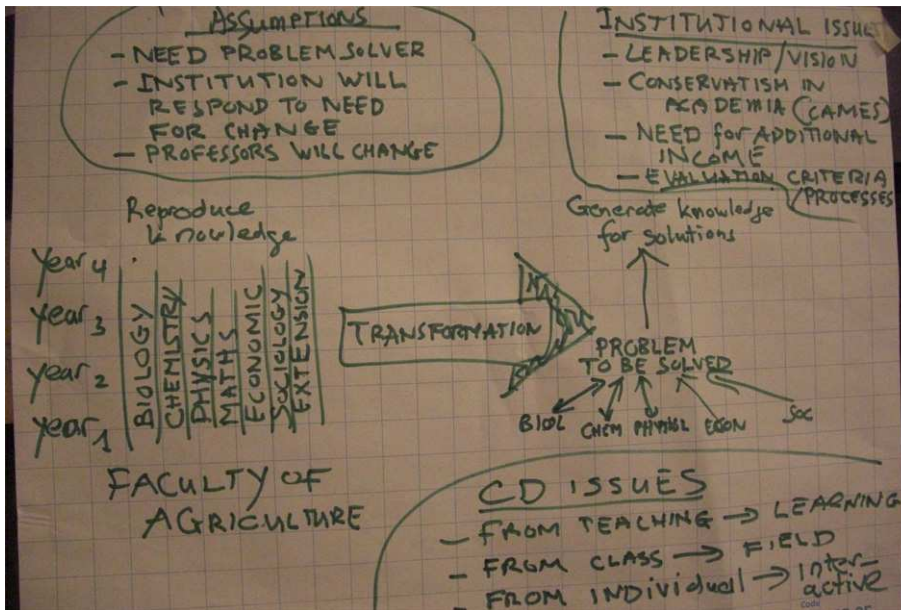 ASSUMPTIONS
- NEED PROBLEM SOLVER
- INSTITUTION WILL
RESPOND TO NEED
FOR CHANGE
- PROFESSORS WILL CHANGE
INSTITUTIONAL ISSUE
- LEADERSHIP/VISION
- CONSERVATISM IN
ACADEMIA (CAMES)
- NEED for ADDITIONAL
INCOME
- EVALUATION CRITERIA
/PROCESSES
Reproduce
knowledge
Year 4
Year 3
Year 2
Year 1
BIOLOGY
CHEMISTRY
PHYSICS
MATHS
ECONOMIC
SOCIOLOGY
EXTENSION
FACULTY OF
AGRICULTURE
TRANSFORMATION
Generate knowledge
for solutions
PROBLEM
TO BE SOLVED
BIOL CHEM ECON SOC
CD ISSUES
- FROM TEACHING → LEARNING
- FROM CLASS → FIELD
- FROM INDIVIDUAL → Inter-
active